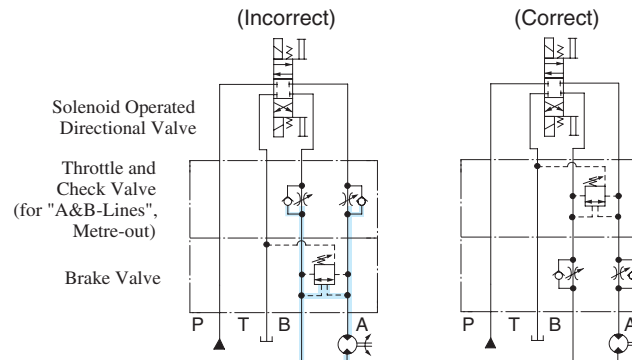 (Incorrect)
(Correct)
Solenoid Operated
Directional Valve
Throttle and
Check Valve
(for "A&B-Lines",
Metre-out)
Brake Valve
P T B A
P T B A